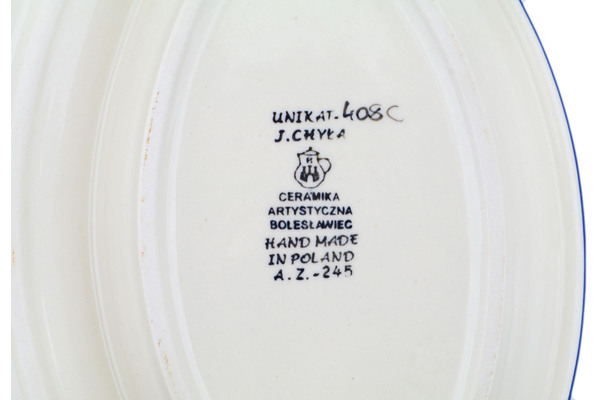 UNIKAT-408C
J.CHYŁA
CERAMIKA
ARTYSTYCZNA
BOLESŁAWIEC
HAND MADE
IN POLAND
A.Z.-245